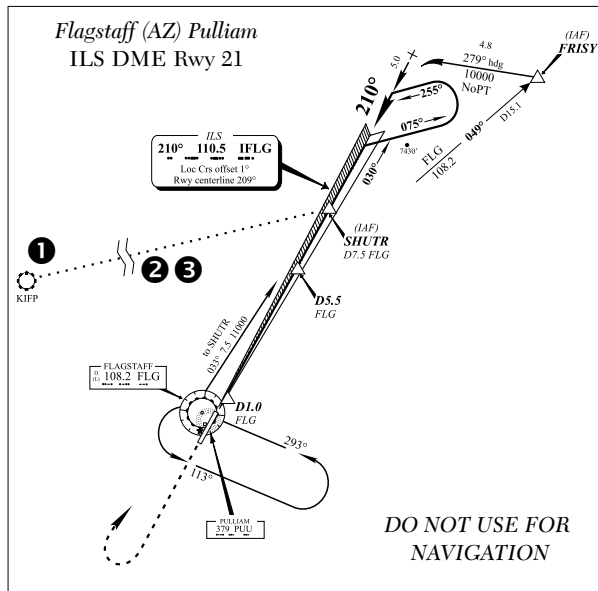 Flagstaff (AZ) Pulliam
ILS DME Rwy 21
(IAF)
FRISY
4.8
279° hdg
10000
NoPT
5.0
210°
255°
075°
049°
D15.1
FLG
108.2
7430'
030°
ILS
210° 110.5 IFLG
Loc Crs offset 1°
Rwy centerline 209°
(IAF)
SHUTR
D7.5 FLG
1
2 3
KIFP
D5.5
FLG
to SHUTR
033° 7.5 11000
FLAGSTAFF
D
(L) 108.2 FLG
D1.0
FLG
293°
113°
PULLIAM
379 PUU
DO NOT USE FOR
NAVIGATION